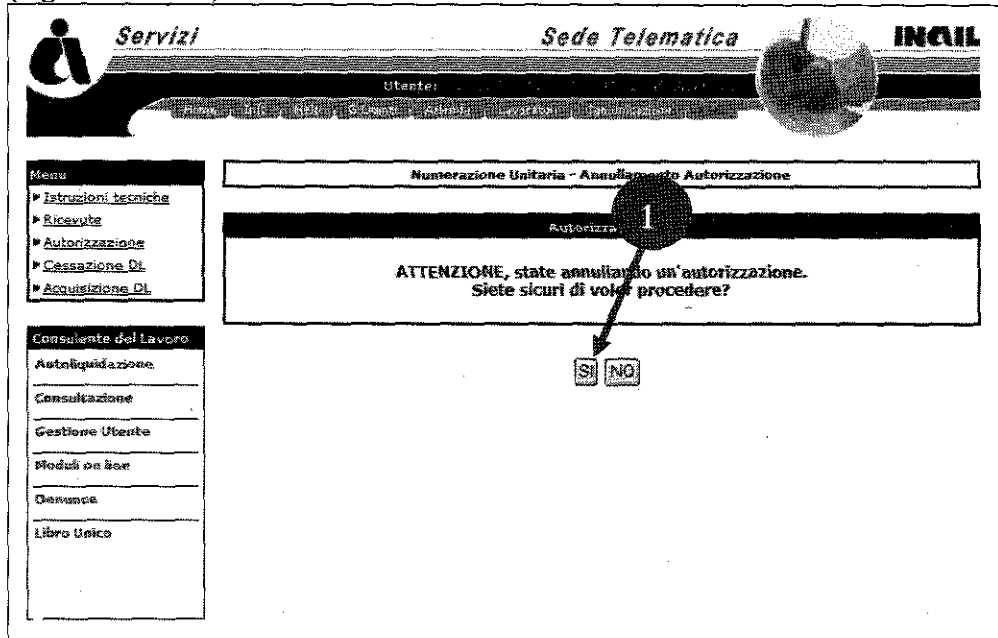 Servizi
Sede Telematica
INAIL
Utente:
Menu
Istruzioni tecniche
Ricevute
Autorizzazione
Cessazione DL
Acquisizione DL
Consulente del Lavoro
Autoliquidazione
Consultazione
Gestione Utente
Moduli on line
Denunce
Libro Unico
Numerazione Unitaria - Annullamento Autorizzazione
1
ATTENZIONE, state annullando un'autorizzazione.
Siete sicuri di voler procedere?
SI NO